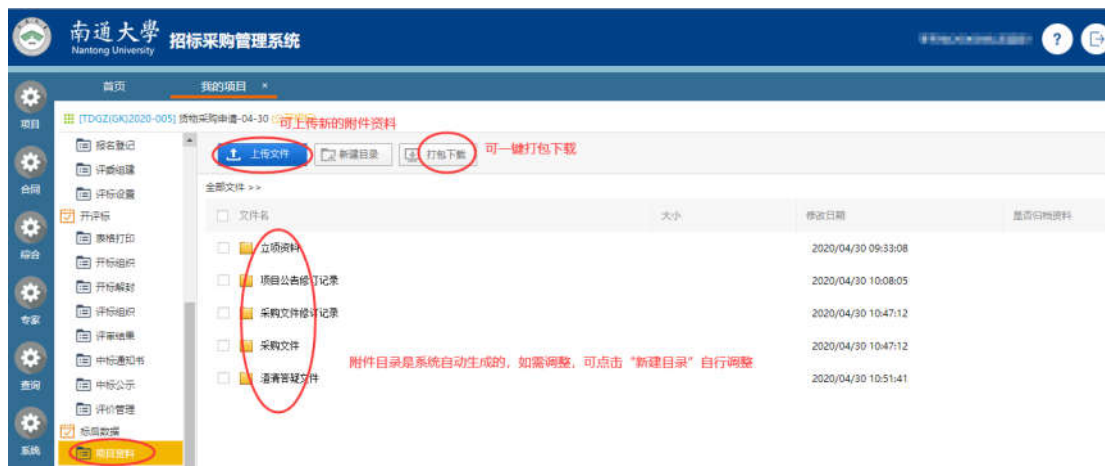 南通大學
Nantong University
招标采购管理系统
?
首页
我的项目 ×
项目
合同
综合
专家
查询
系统
[TDGZ(GK)2020-005] 货物采购申请-04-30
可上传新的附件资料
报名登记
评委组建
评标设置
开评标
表格打印
开标组织
开标解封
评标组织
评审结果
中标通知书
中标公示
评价管理
标后数据
项目资料
上传文件
新建目录
打包下载
可一键打包下载
全部文件 >>
文件名 大小 修改日期 是否归档资料
立项资料 2020/04/30 09:33:08
项目公告修订记录 2020/04/30 10:08:05
采购文件修订记录 2020/04/30 10:47:12
采购文件 2020/04/30 10:47:12
附件目录是系统自动生成的，如需调整，可点击“新建目录”自行调整
澄清答疑文件 2020/04/30 10:51:41